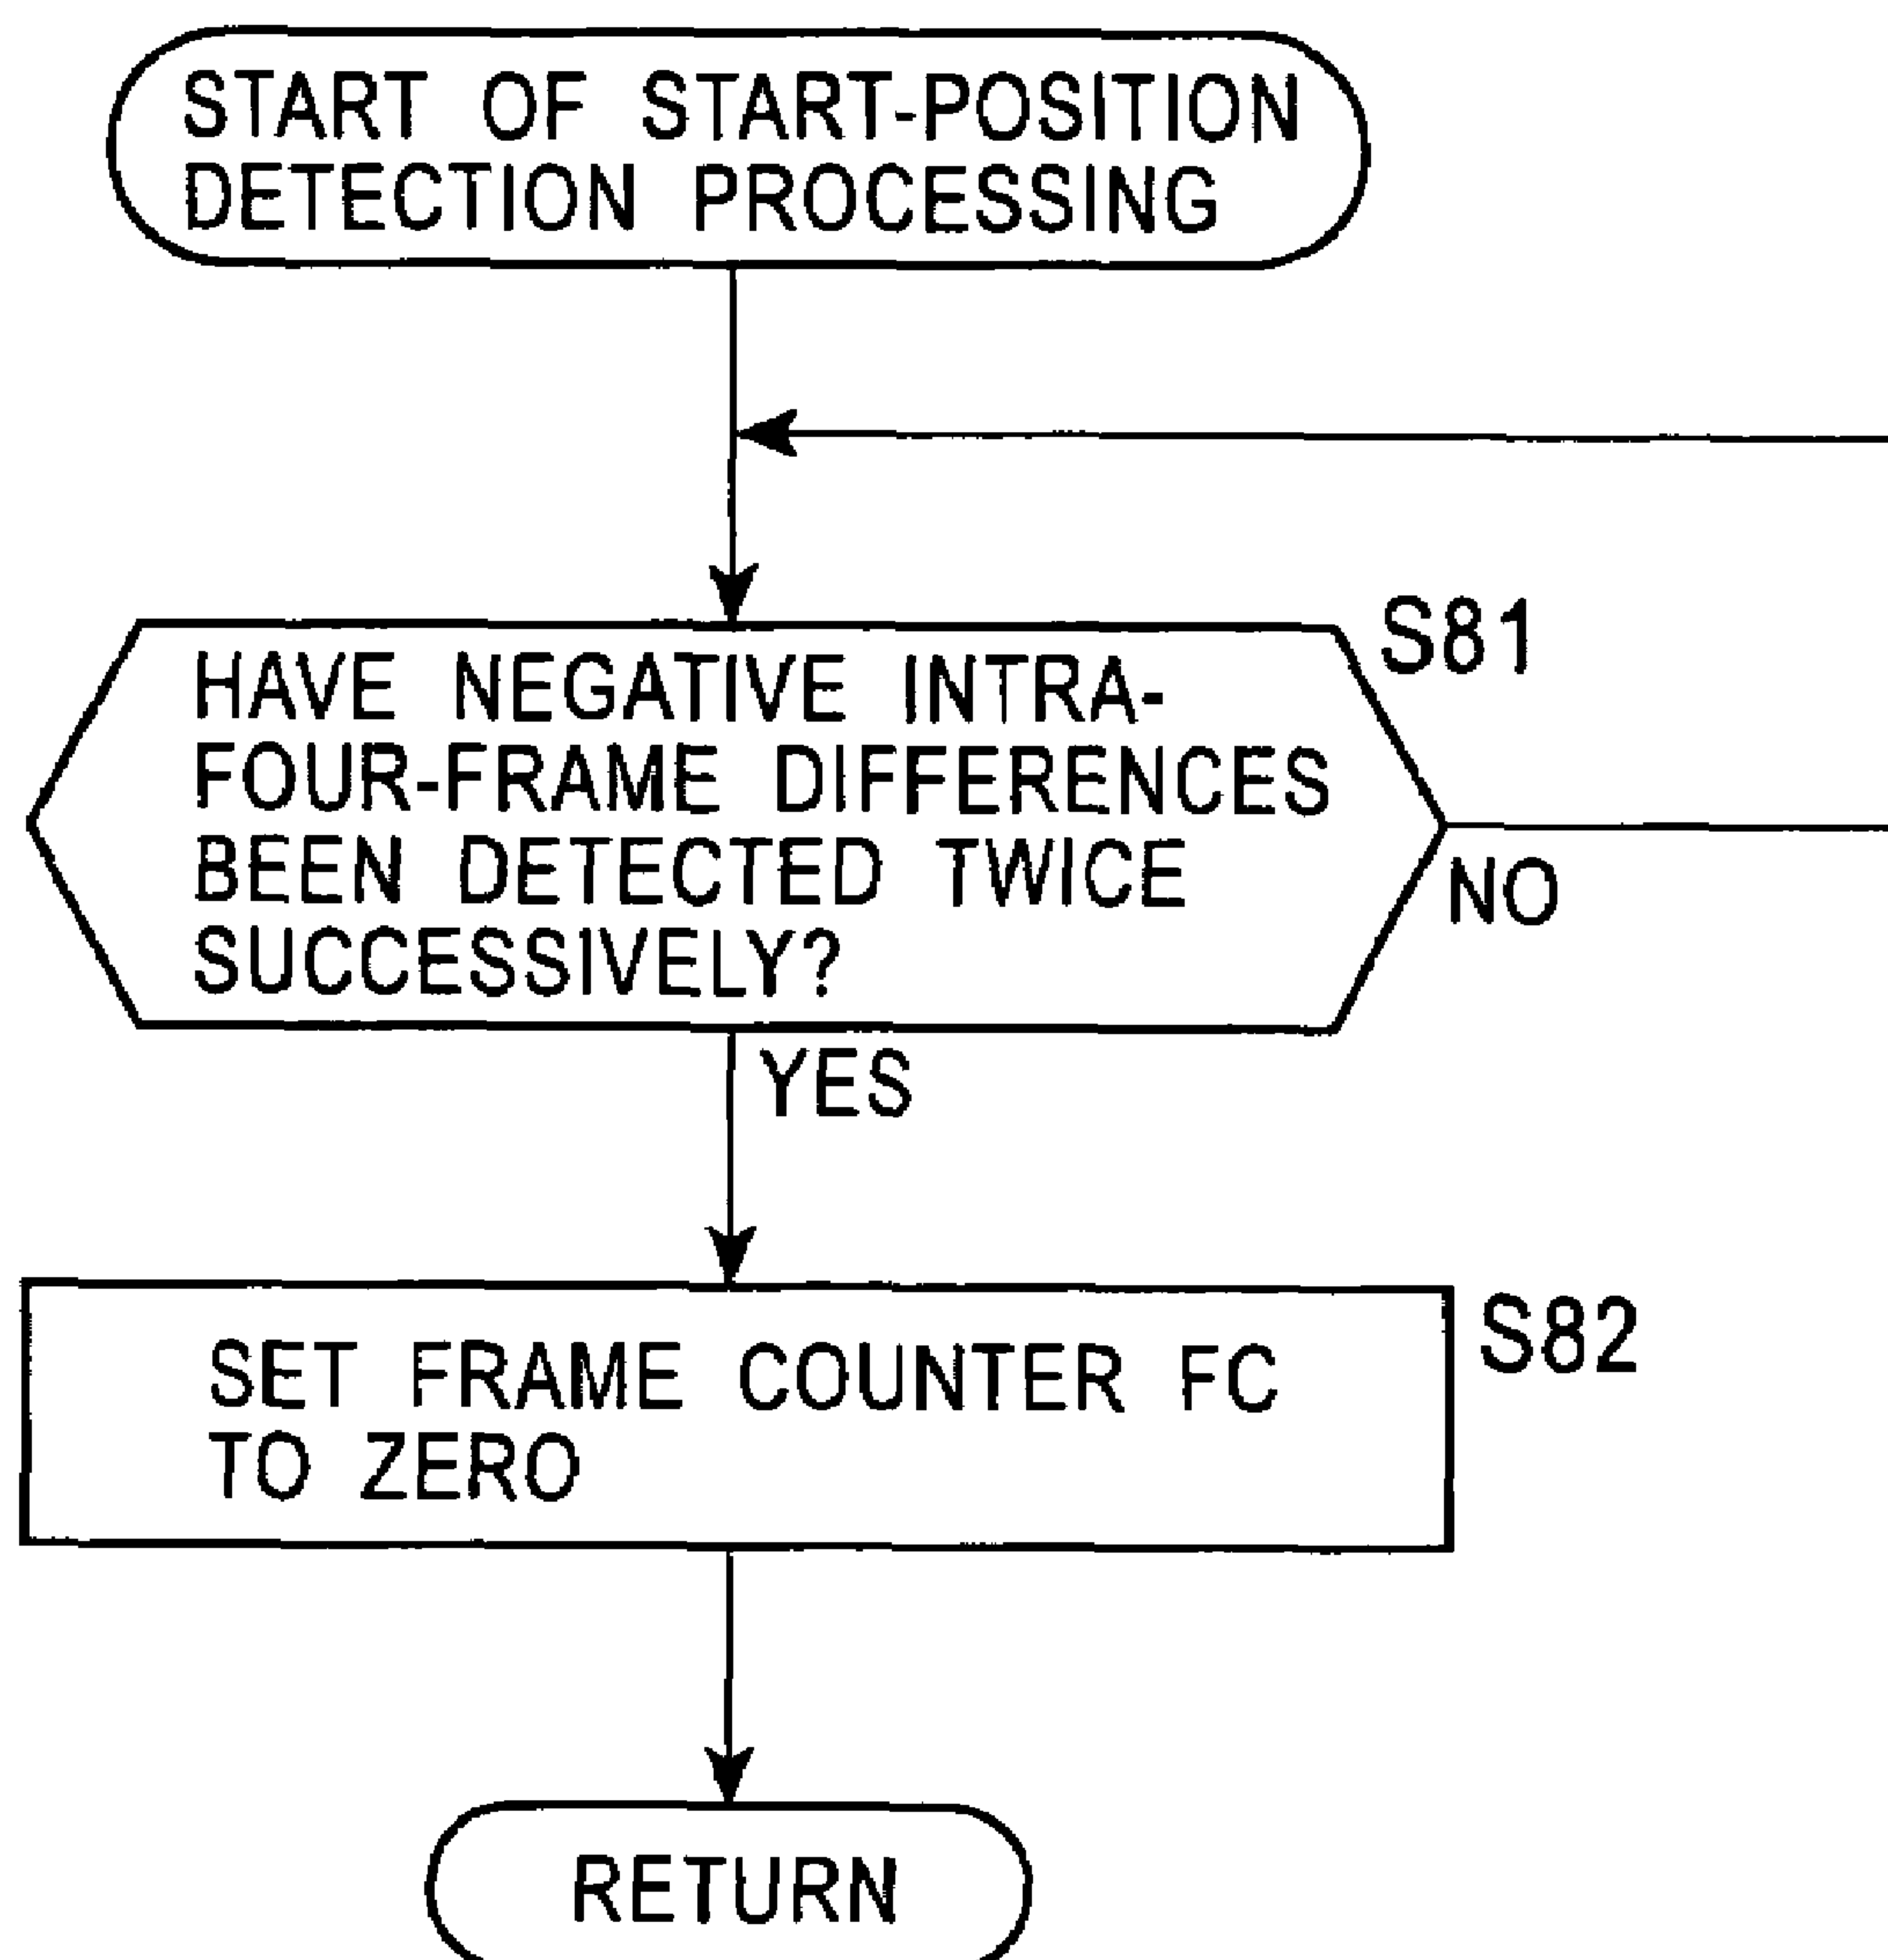 START OF START-POSITION
DETECTION PROCESSING
S81
HAVE NEGATIVE INTRA-
FOUR-FRAME DIFFERENCES
BEEN DETECTED TWICE
SUCCESSIVELY?
NO
YES
S82
SET FRAME COUNTER FC
TO ZERO
RETURN